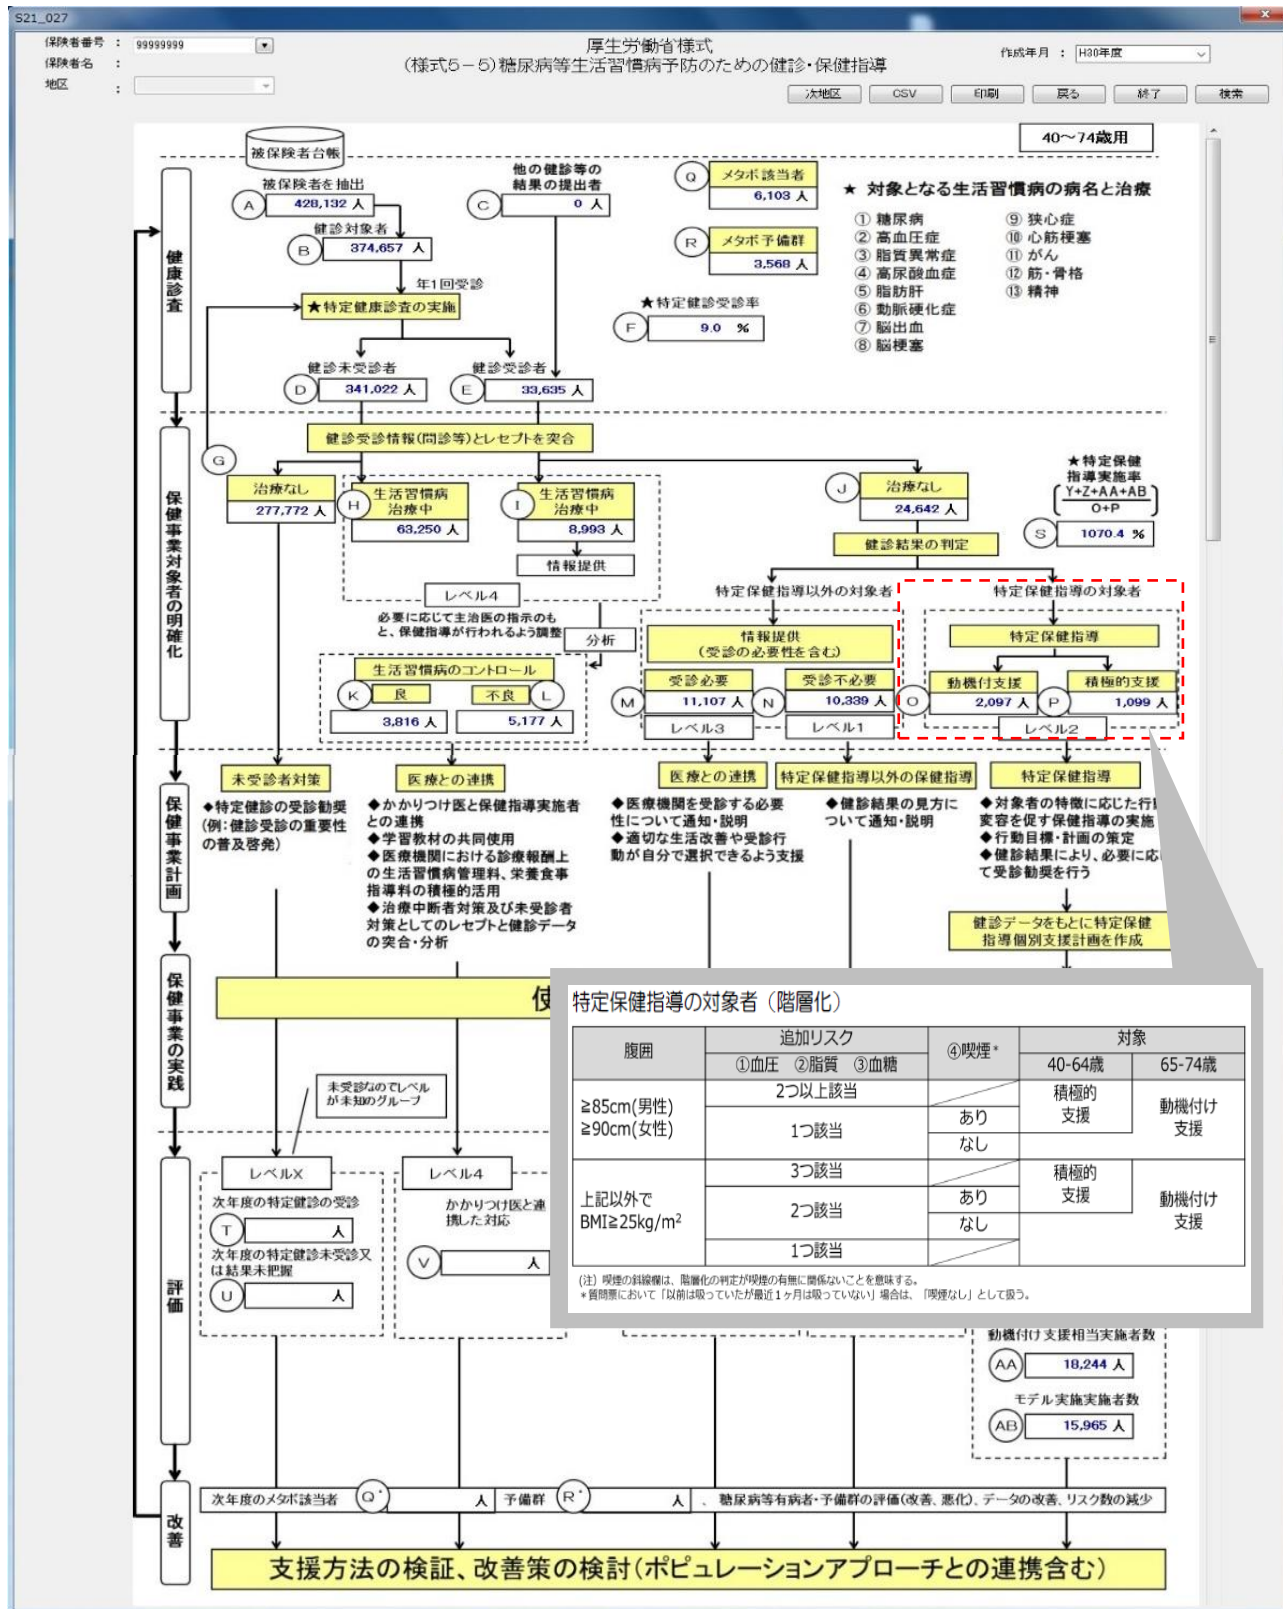 S21_027
保険者番号 : 99999999
保険者名 :
地区 :
厚生労働省様式
(様式5-5)糖尿病等生活習慣病予防のための健診・保健指導
作成年月 : H30年度
次地区 CSV 印刷 戻る 終了 検索
40~74歳用
被保険者台帳
健康診査
被保険者を抽出
A 428,132 人
他の健診等の
結果の提出者
C 0 人
健診対象者
B 374,657 人
年1回受診
★特定健康診査の実施
健診未受診者
D 341,022 人
健診受診者
E 33,635 人
Q メタボ該当者
6,103 人
R メタボ予備群
3,568 人
★特定健診受診率
F 9.0 %
★ 対象となる生活習慣病の病名と治療
① 糖尿病
② 高血圧症
③ 脂質異常症
④ 高尿酸血症
⑤ 脂肪肝
⑥ 動脈硬化症
⑦ 脳出血
⑧ 脳梗塞
⑨ 狭心症
⑩ 心筋梗塞
⑪ がん
⑫ 筋・骨格
⑬ 精神
保健事業対象者の明確化
健診受診情報(問診等)とレセプトを突合
G
治療なし
277,772 人
H 生活習慣病
治療中
63,250 人
I 生活習慣病
治療中
8,993 人
情報提供
レベル4
必要に応じて主治医の指示のも
と、保健指導が行われるよう調整
分析
生活習慣病のコントロール
K 良
3,816 人
不良 L
5,177 人
J 治療なし
24,642 人
健診結果の判定
★特定保健
指導実施率
Y+Z+AA+AB
O+P
S 1070.4 %
特定保健指導以外の対象者
情報提供
(受診の必要性を含む)
M 受診必要
11,107 人
レベル3
N 受診不必要
10,339 人
レベル1
特定保健指導の対象者
特定保健指導
O 動機付支援
2,097 人
P 積極的支援
1,099 人
レベル2
保健事業計画
未受診者対策
◆特定健診の受診勧奨
(例:健診受診の重要性
の普及啓発)
医療との連携
◆かかりつけ医と保健指導実施者
との連携
◆学習教材の共同使用
◆医療機関における診療報酬上
の生活習慣病管理料、栄養食事
指導料の積極的活用
◆治療中断者対策及び未受診者
対策としてのレセプトと健診データ
の突合・分析
医療との連携
◆医療機関を受診する必要
性について通知・説明
◆適切な生活改善や受診行
動が自分で選択できるよう支援
特定保健指導以外の保健指導
◆健診結果の見方に
ついて通知・説明
特定保健指導
◆対象者の特徴に応じた行
変容を促す保健指導の実施
◆行動目標・計画の策定
◆健診結果により、必要に応
て受診勧奨を行う
健診データをもとに特定保健
指導個別支援計画を作成
保健事業の実践
使
未受診なのでレベル
が未知のグループ
特定保健指導の対象者(階層化)
腹囲 追加リスク ④喫煙* 対象
①血圧 ②脂質 ③血糖 40-64歳 65-74歳
≧85cm(男性)
≧90cm(女性)
2つ以上該当
1つ該当
あり
なし
積極的
支援
動機付け
支援
上記以外で
BMI≧25kg/m²
3つ該当
2つ該当
あり
なし
1つ該当
積極的
支援
動機付け
支援
(注)喫煙の斜線欄は、階層化の判定が喫煙の有無に関係ないことを意味する。
*質問票において「以前は吸っていたが最近1ヶ月は吸っていない」場合は、「喫煙なし」として扱う。
評価
レベルX
次年度の特定健診の受診
T 人
次年度の特定健診未受診又
は結果未把握
U 人
レベル4
かかりつけ医と連
携した対応
V 人
動機付け支援相当実施者数
AA 18,244 人
モデル実施実施者数
AB 15,965 人
改善
次年度のメタボ該当者 Q' 人 予備群 R' 人 、糖尿病等有病者・予備群の評価(改善、悪化)、データの改善、リスク数の減少
支援方法の検証、改善策の検討(ポピュレーションアプローチとの連携含む)